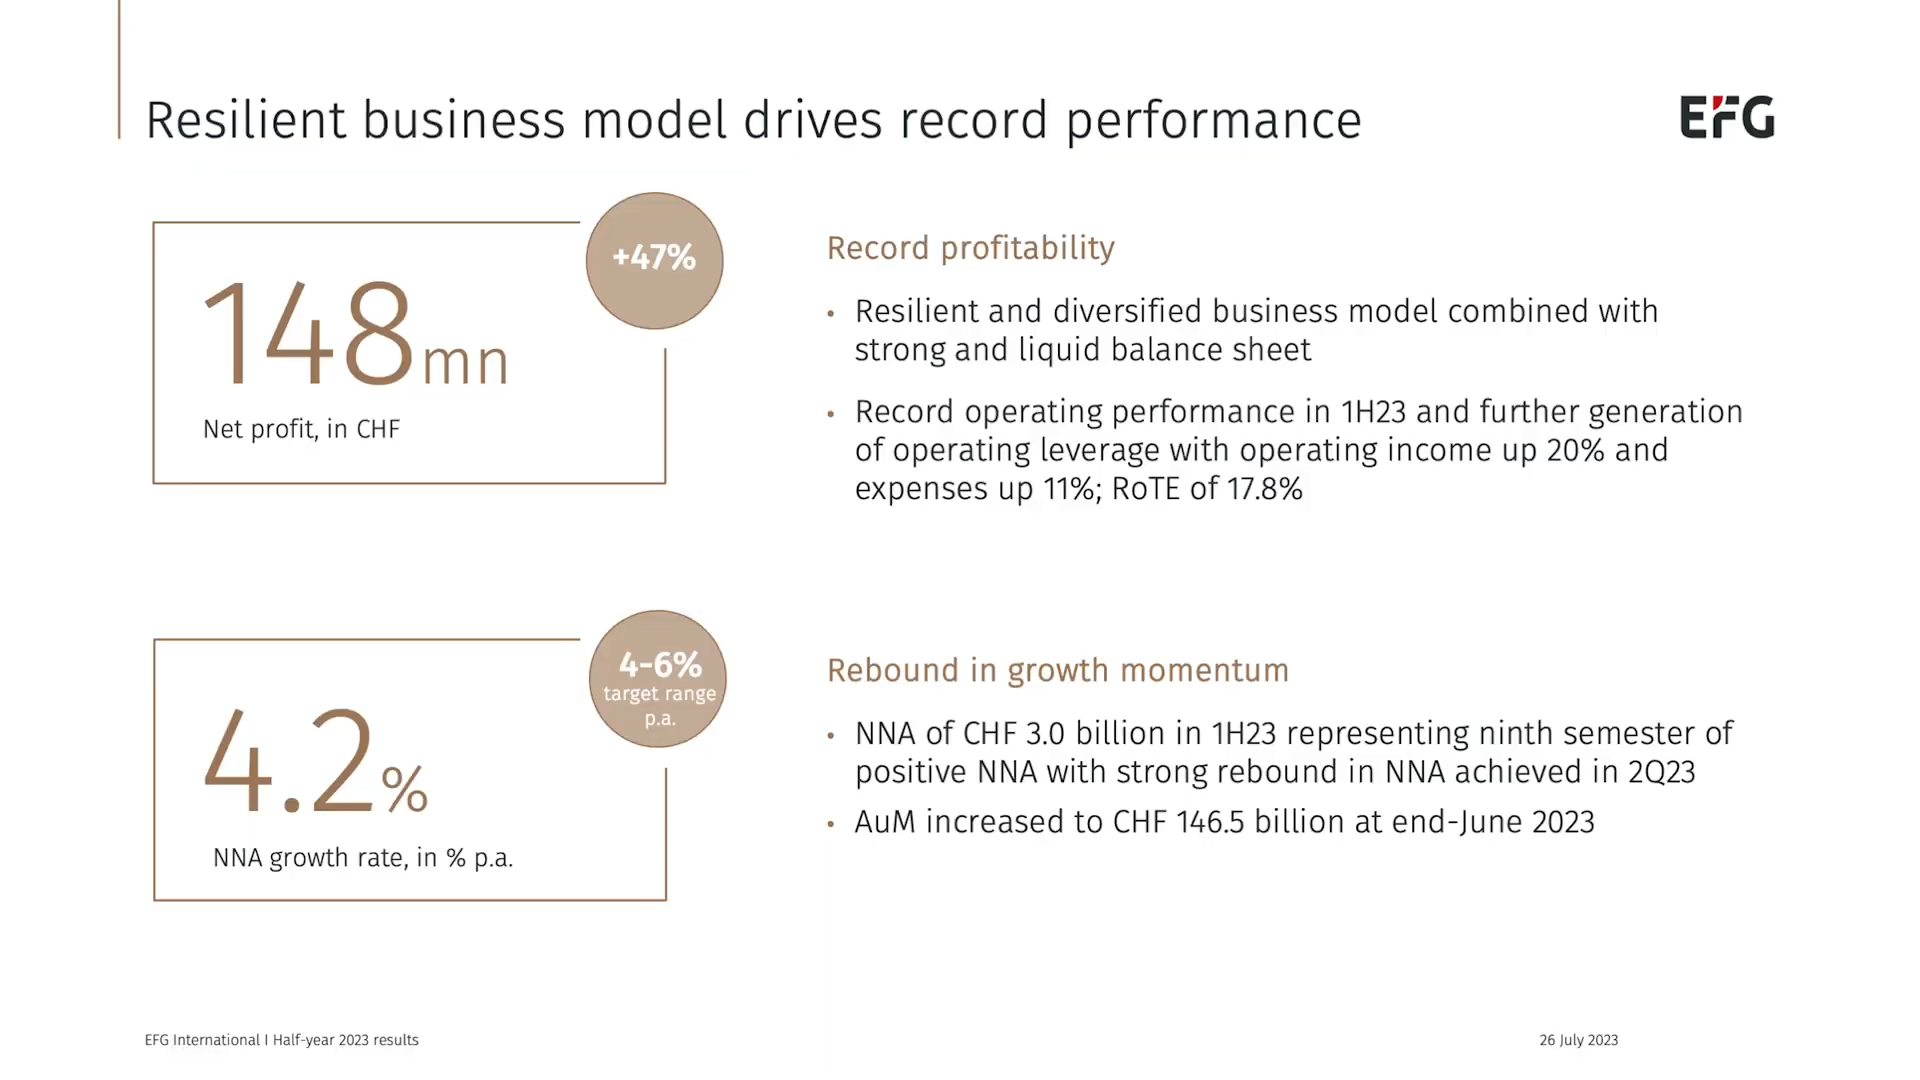 Resilient business model drives record performance
EFG
+47%
148mn
Net profit, in CHF
Record profitability
• Resilient and diversified business model combined with
strong and liquid balance sheet
• Record operating performance in 1H23 and further generation
of operating leverage with operating income up 20% and
expenses up 11%; RoTE of 17.8%
4-6%
target range
p.a.
4.2%
NNA growth rate, in % p.a.
Rebound in growth momentum
• NNA of CHF 3.0 billion in 1H23 representing ninth semester of
positive NNA with strong rebound in NNA achieved in 2Q23
• AuM increased to CHF 146.5 billion at end-June 2023
EFG International I Half-year 2023 results
26 July 2023